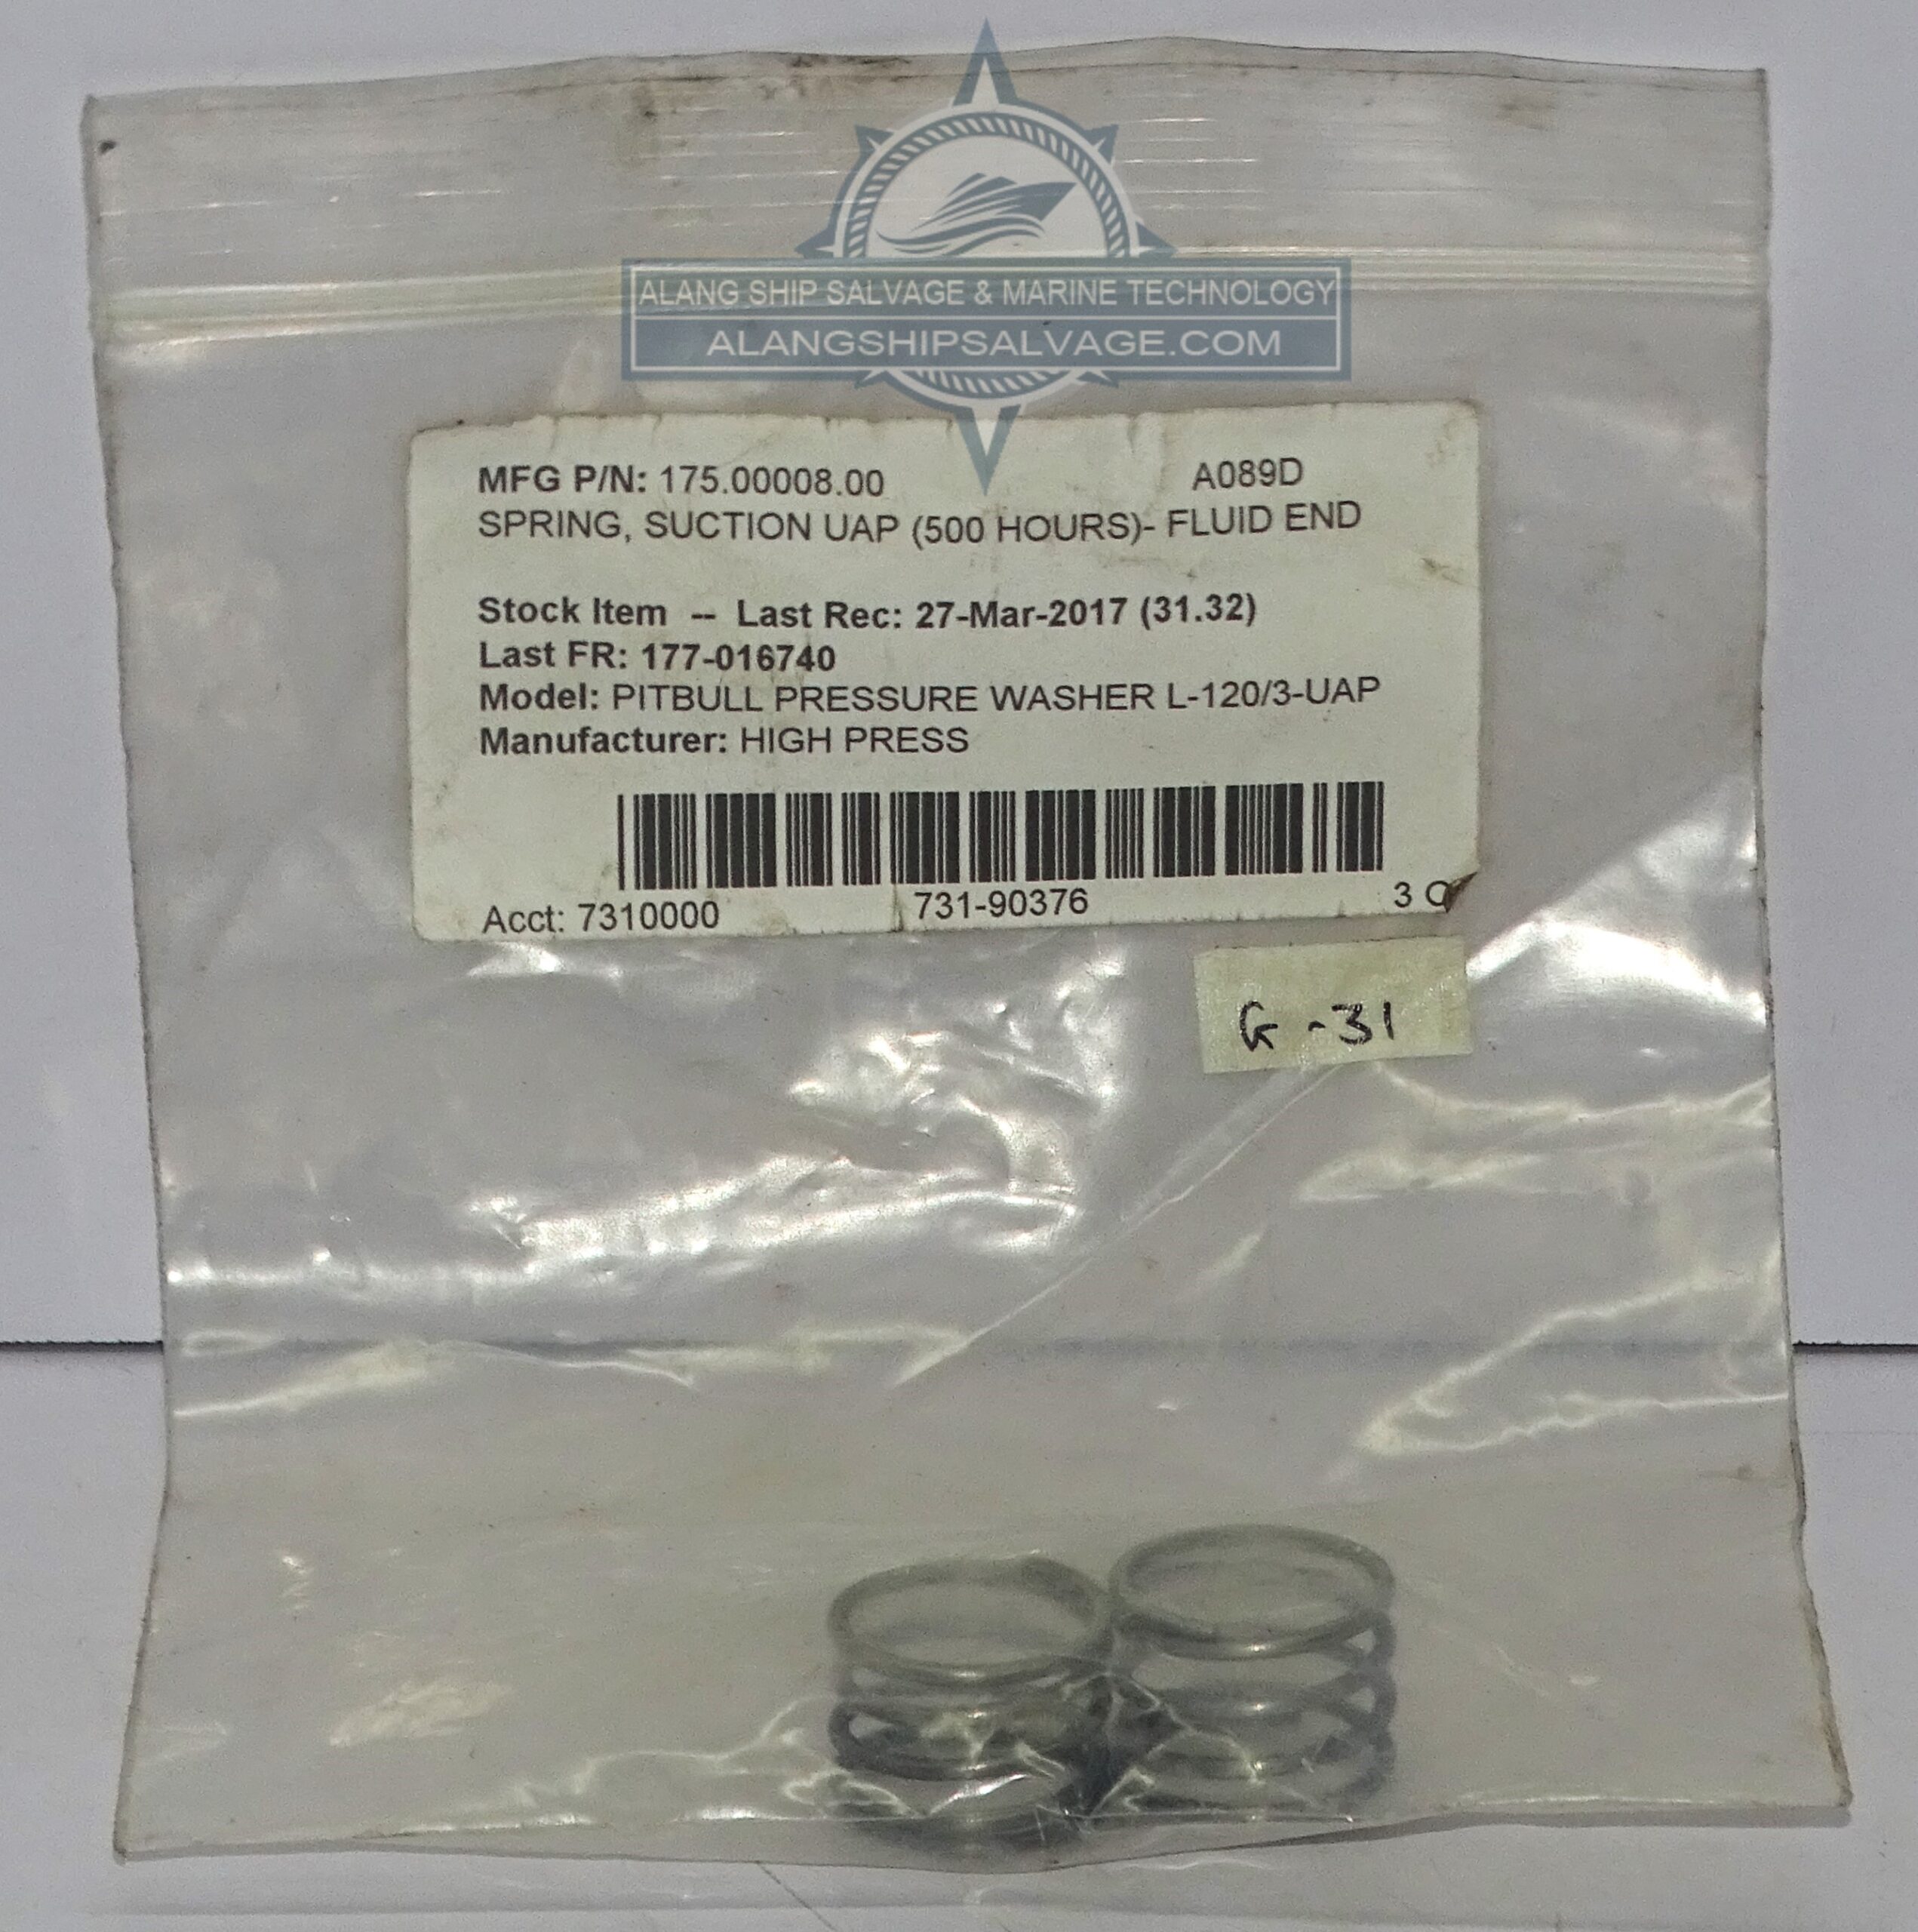 ALANG SHIP SALVAGE & MARINE TECHNOLOGY
ALANGSHIPSALVAGE.COM
MFG P/N: 175.00008.00 A089D
SPRING, SUCTION UAP (500 HOURS)- FLUID END
Stock Item -- Last Rec: 27-Mar-2017 (31.32)
Last FR: 177-016740
Model: PITBULL PRESSURE WASHER L-120/3-UAP
Manufacturer: HIGH PRESS
Acct: 7310000 731-90376 3
G-31